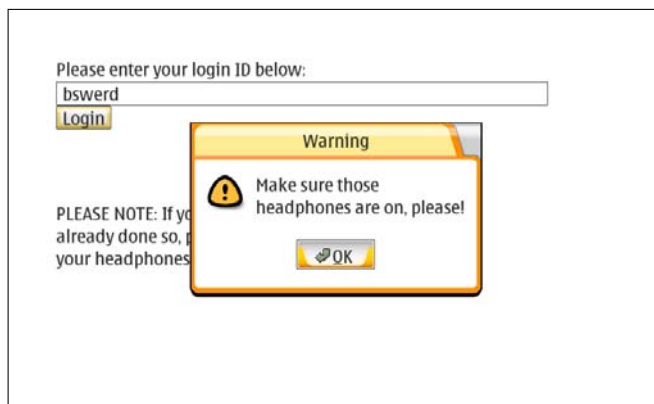 Please enter your login ID below:
bswerd
Login
Warning
Make sure those
headphones are on, please!
OK
PLEASE NOTE: If yo
already done so, p
your headphones